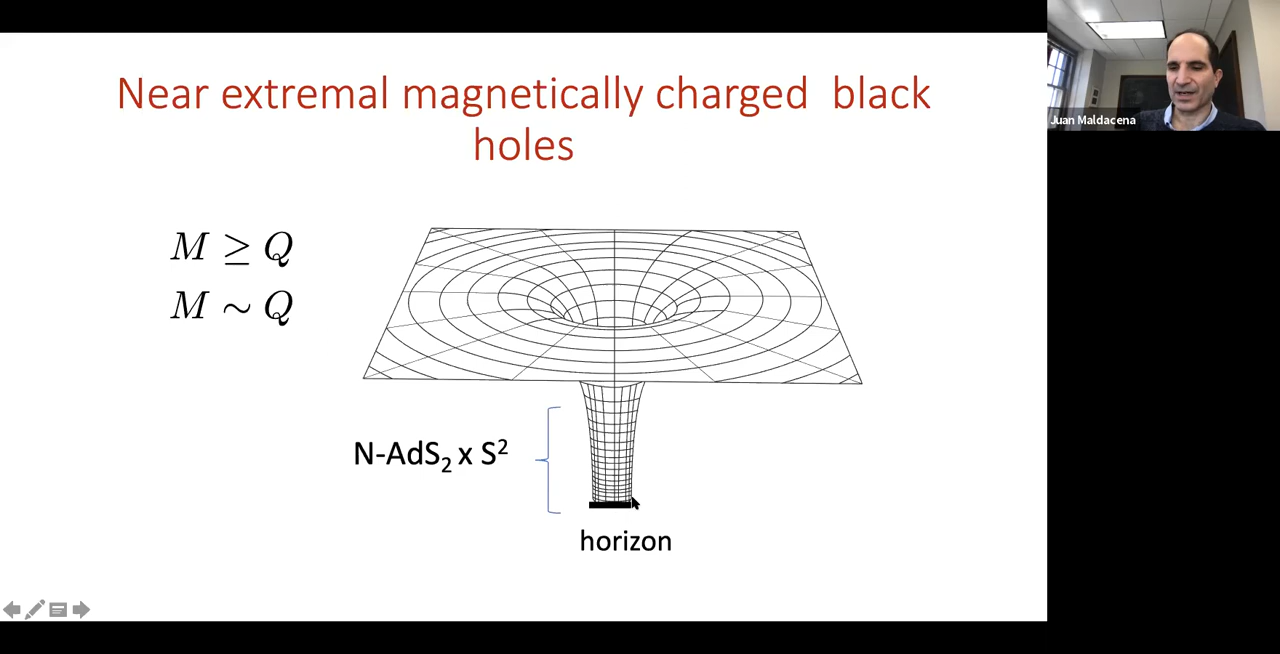 Near extremal magnetically charged black
holes
Juan Maldacena
M ≥ Q
M ∼ Q
N-AdS₂ x S²
horizon